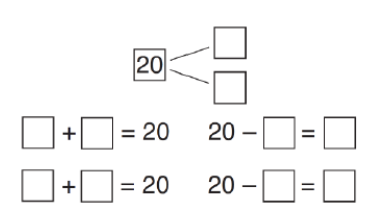 20
□ + □ = 20 20 − □ = □
□ + □ = 20 20 − □ = □